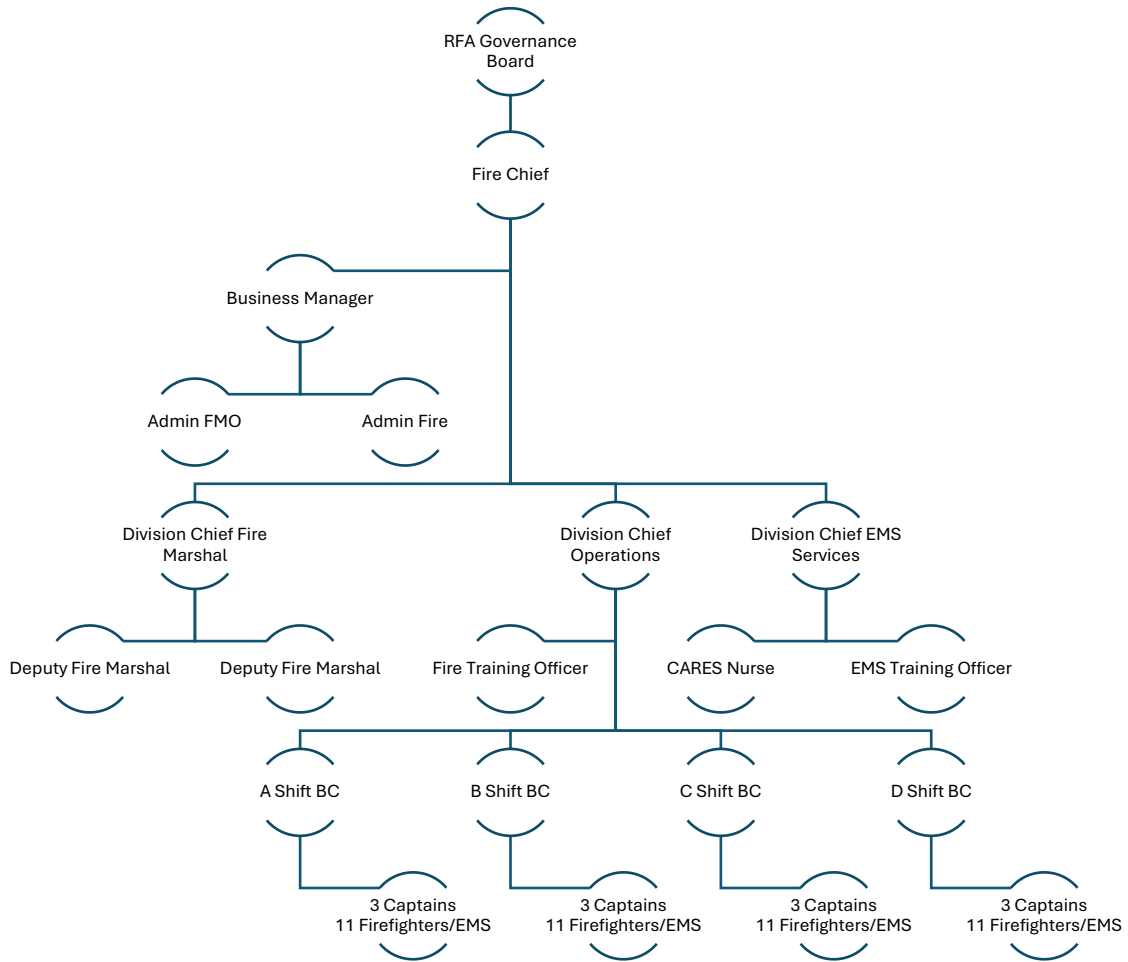 RFA Governance
Board
Fire Chief
Business Manager
Admin FMO
Admin Fire
Division Chief Fire
Marshal
Division Chief
Operations
Division Chief EMS
Services
Deputy Fire Marshal
Deputy Fire Marshal
Fire Training Officer
CARES Nurse
EMS Training Officer
A Shift BC
B Shift BC
C Shift BC
D Shift BC
3 Captains
11 Firefighters/EMS
3 Captains
11 Firefighters/EMS
3 Captains
11 Firefighters/EMS
3 Captains
11 Firefighters/EMS